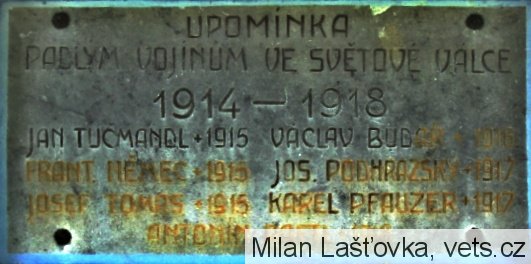 UPOMÍNKA
PADLÝM VOJÍNŮM VE SVĚTOVÉ VÁLCE
1914 – 1918
JAN TUČMANDL + 1915 VÁCLAV
FRANT. NĚMEC + 1915 JOS. PODHRAZSKÝ + 1917
JOSEF TOMAS + 1915 KAREL PFAUZER + 1917
ANTONÍN
Milan Lašťovka, vets.cz